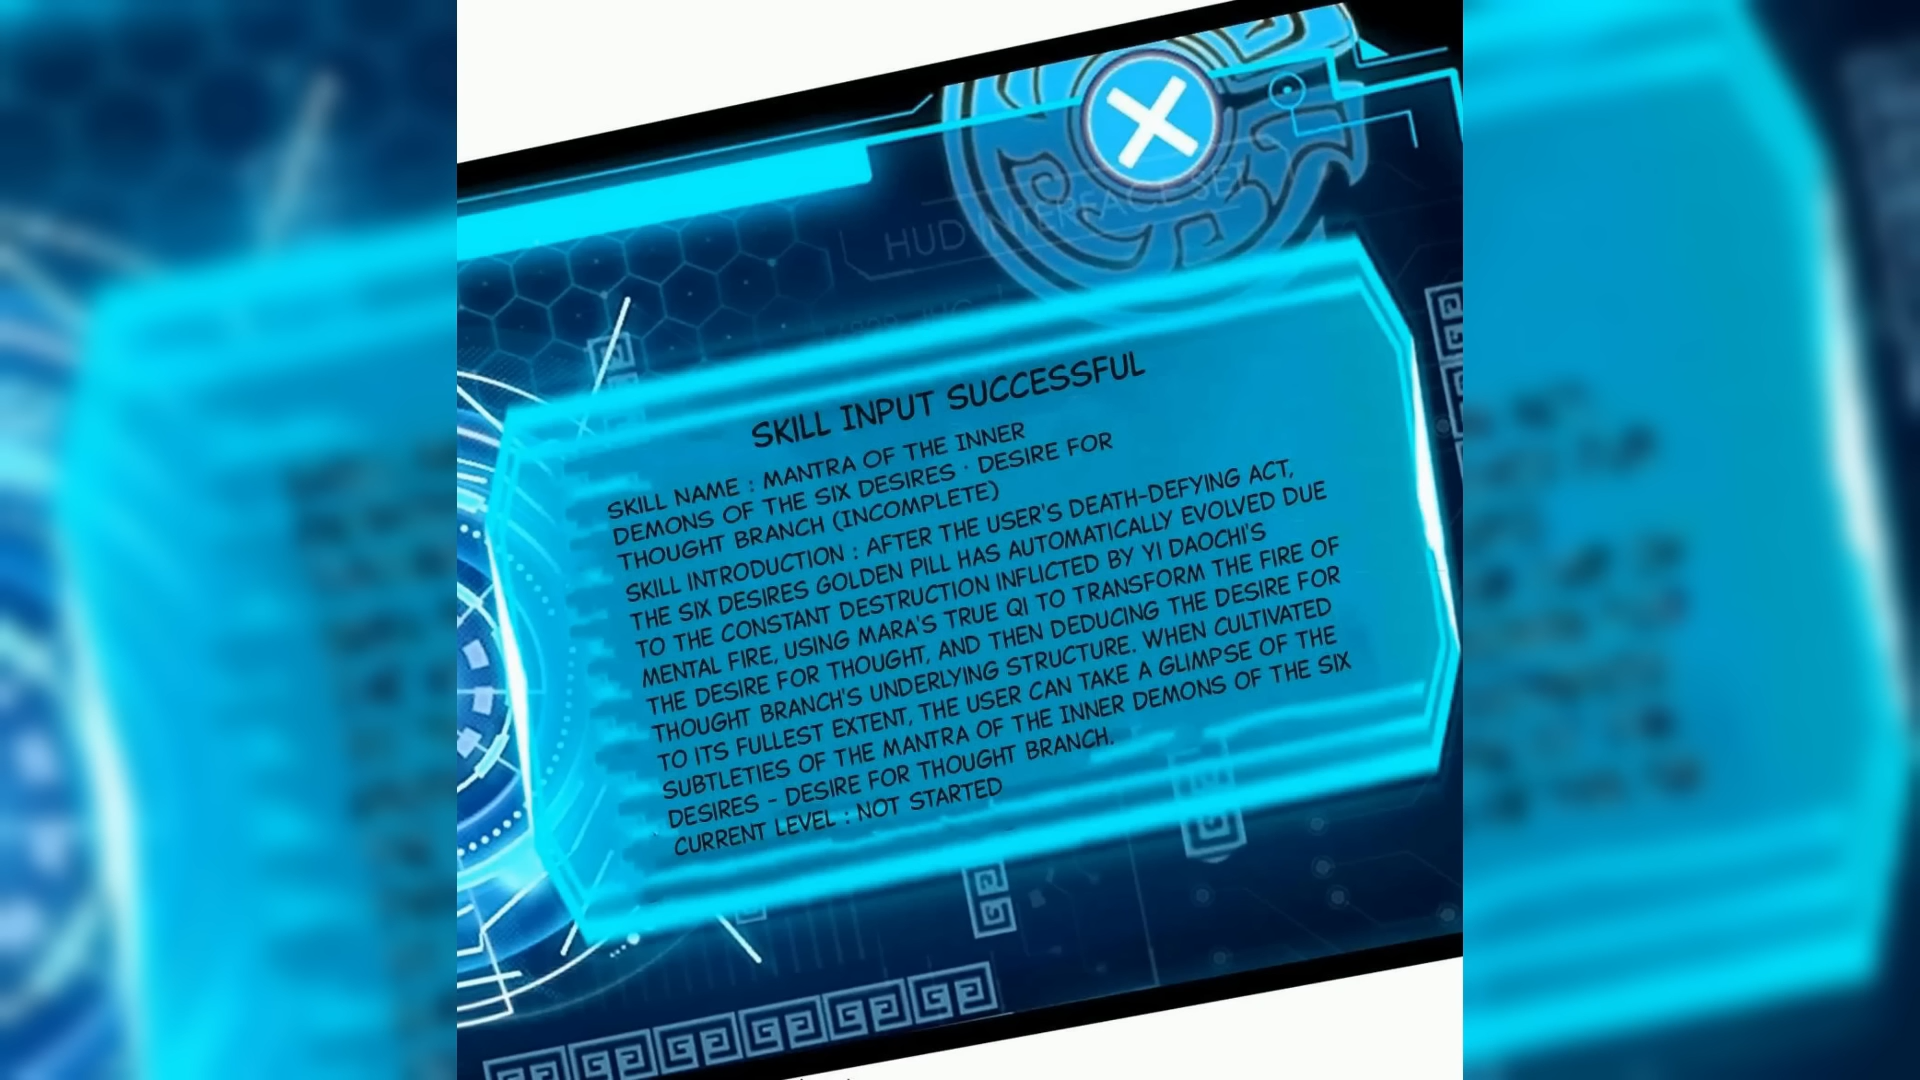 HUD INTERFACE SET
SKILL INPUT SUCCESSFUL
SKILL NAME : MANTRA OF THE INNER
DEMONS OF THE SIX DESIRES · DESIRE FOR
THOUGHT BRANCH (INCOMPLETE)
SKILL INTRODUCTION : AFTER THE USER'S DEATH-DEFYING ACT,
THE SIX DESIRES GOLDEN PILL HAS AUTOMATICALLY EVOLVED DUE
TO THE CONSTANT DESTRUCTION INFLICTED BY YI DAOCHI'S
MENTAL FIRE, USING MARA'S TRUE QI TO TRANSFORM THE FIRE OF
THE DESIRE FOR THOUGHT, AND THEN DEDUCING THE DESIRE FOR
THOUGHT BRANCH'S UNDERLYING STRUCTURE. WHEN CULTIVATED
TO ITS FULLEST EXTENT, THE USER CAN TAKE A GLIMPSE OF THE
SUBTLETIES OF THE MANTRA OF THE INNER DEMONS OF THE SIX
DESIRES - DESIRE FOR THOUGHT BRANCH.
CURRENT LEVEL : NOT STARTED